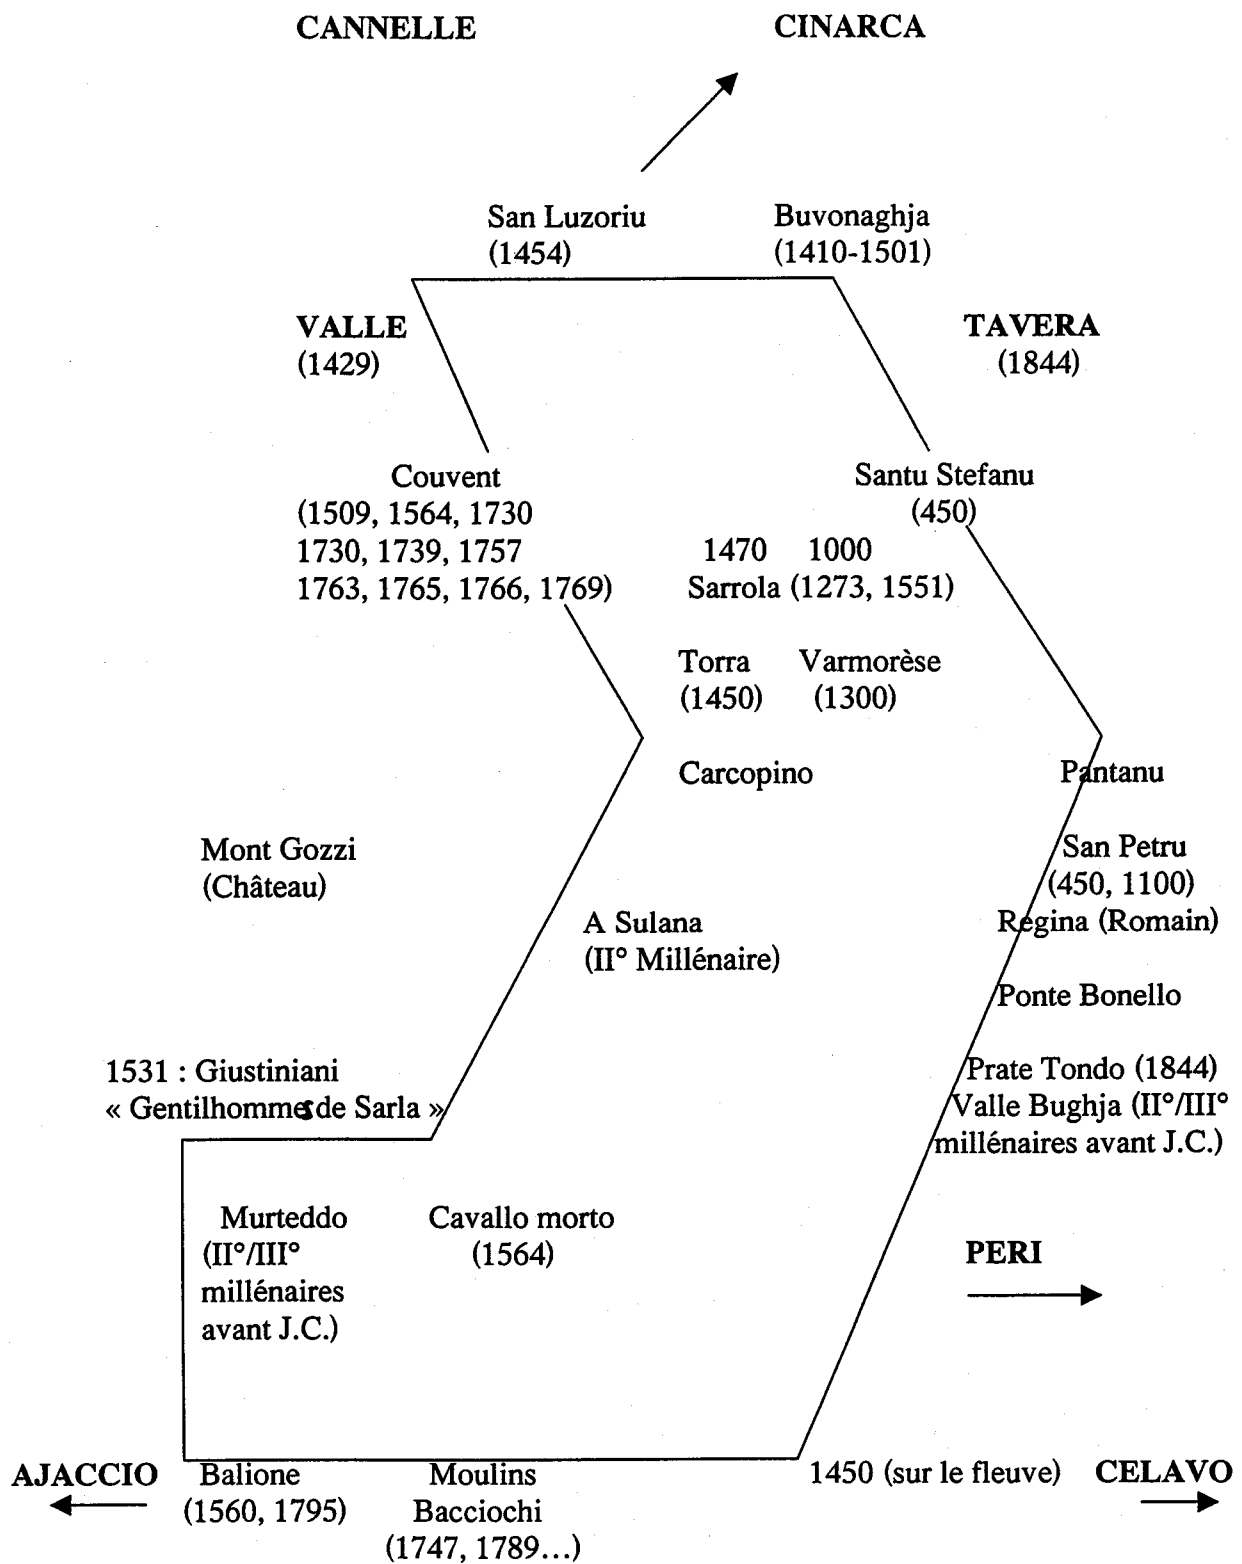 CANNELLE CINARCA
San Luzoriu Buvonaghja
(1454) (1410-1501)
VALLE TAVERA
(1429) (1844)
Couvent Santu Stefanu
(1509, 1564, 1730 (450)
1730, 1739, 1757 1470 1000
1763, 1765, 1766, 1769) Sarrola (1273, 1551)
Torra Varmorèse
(1450) (1300)
Carcopino Pantanu
Mont Gozzi San Petru
(Château) (450, 1100)
A Sulana Regina (Romain)
(II° Millénaire)
Ponte Bonello
1531 : Giustiniani Prate Tondo (1844)
« Gentilhommes de Sarla » Valle Bughja (II°/III°
millénaires avant J.C.)
Murteddo Cavallo morto
(II°/III° (1564) PERI
millénaires
avant J.C.)
AJACCIO Balione Moulins 1450 (sur le fleuve) CELAVO
(1560, 1795) Bacciochi
(1747, 1789...)